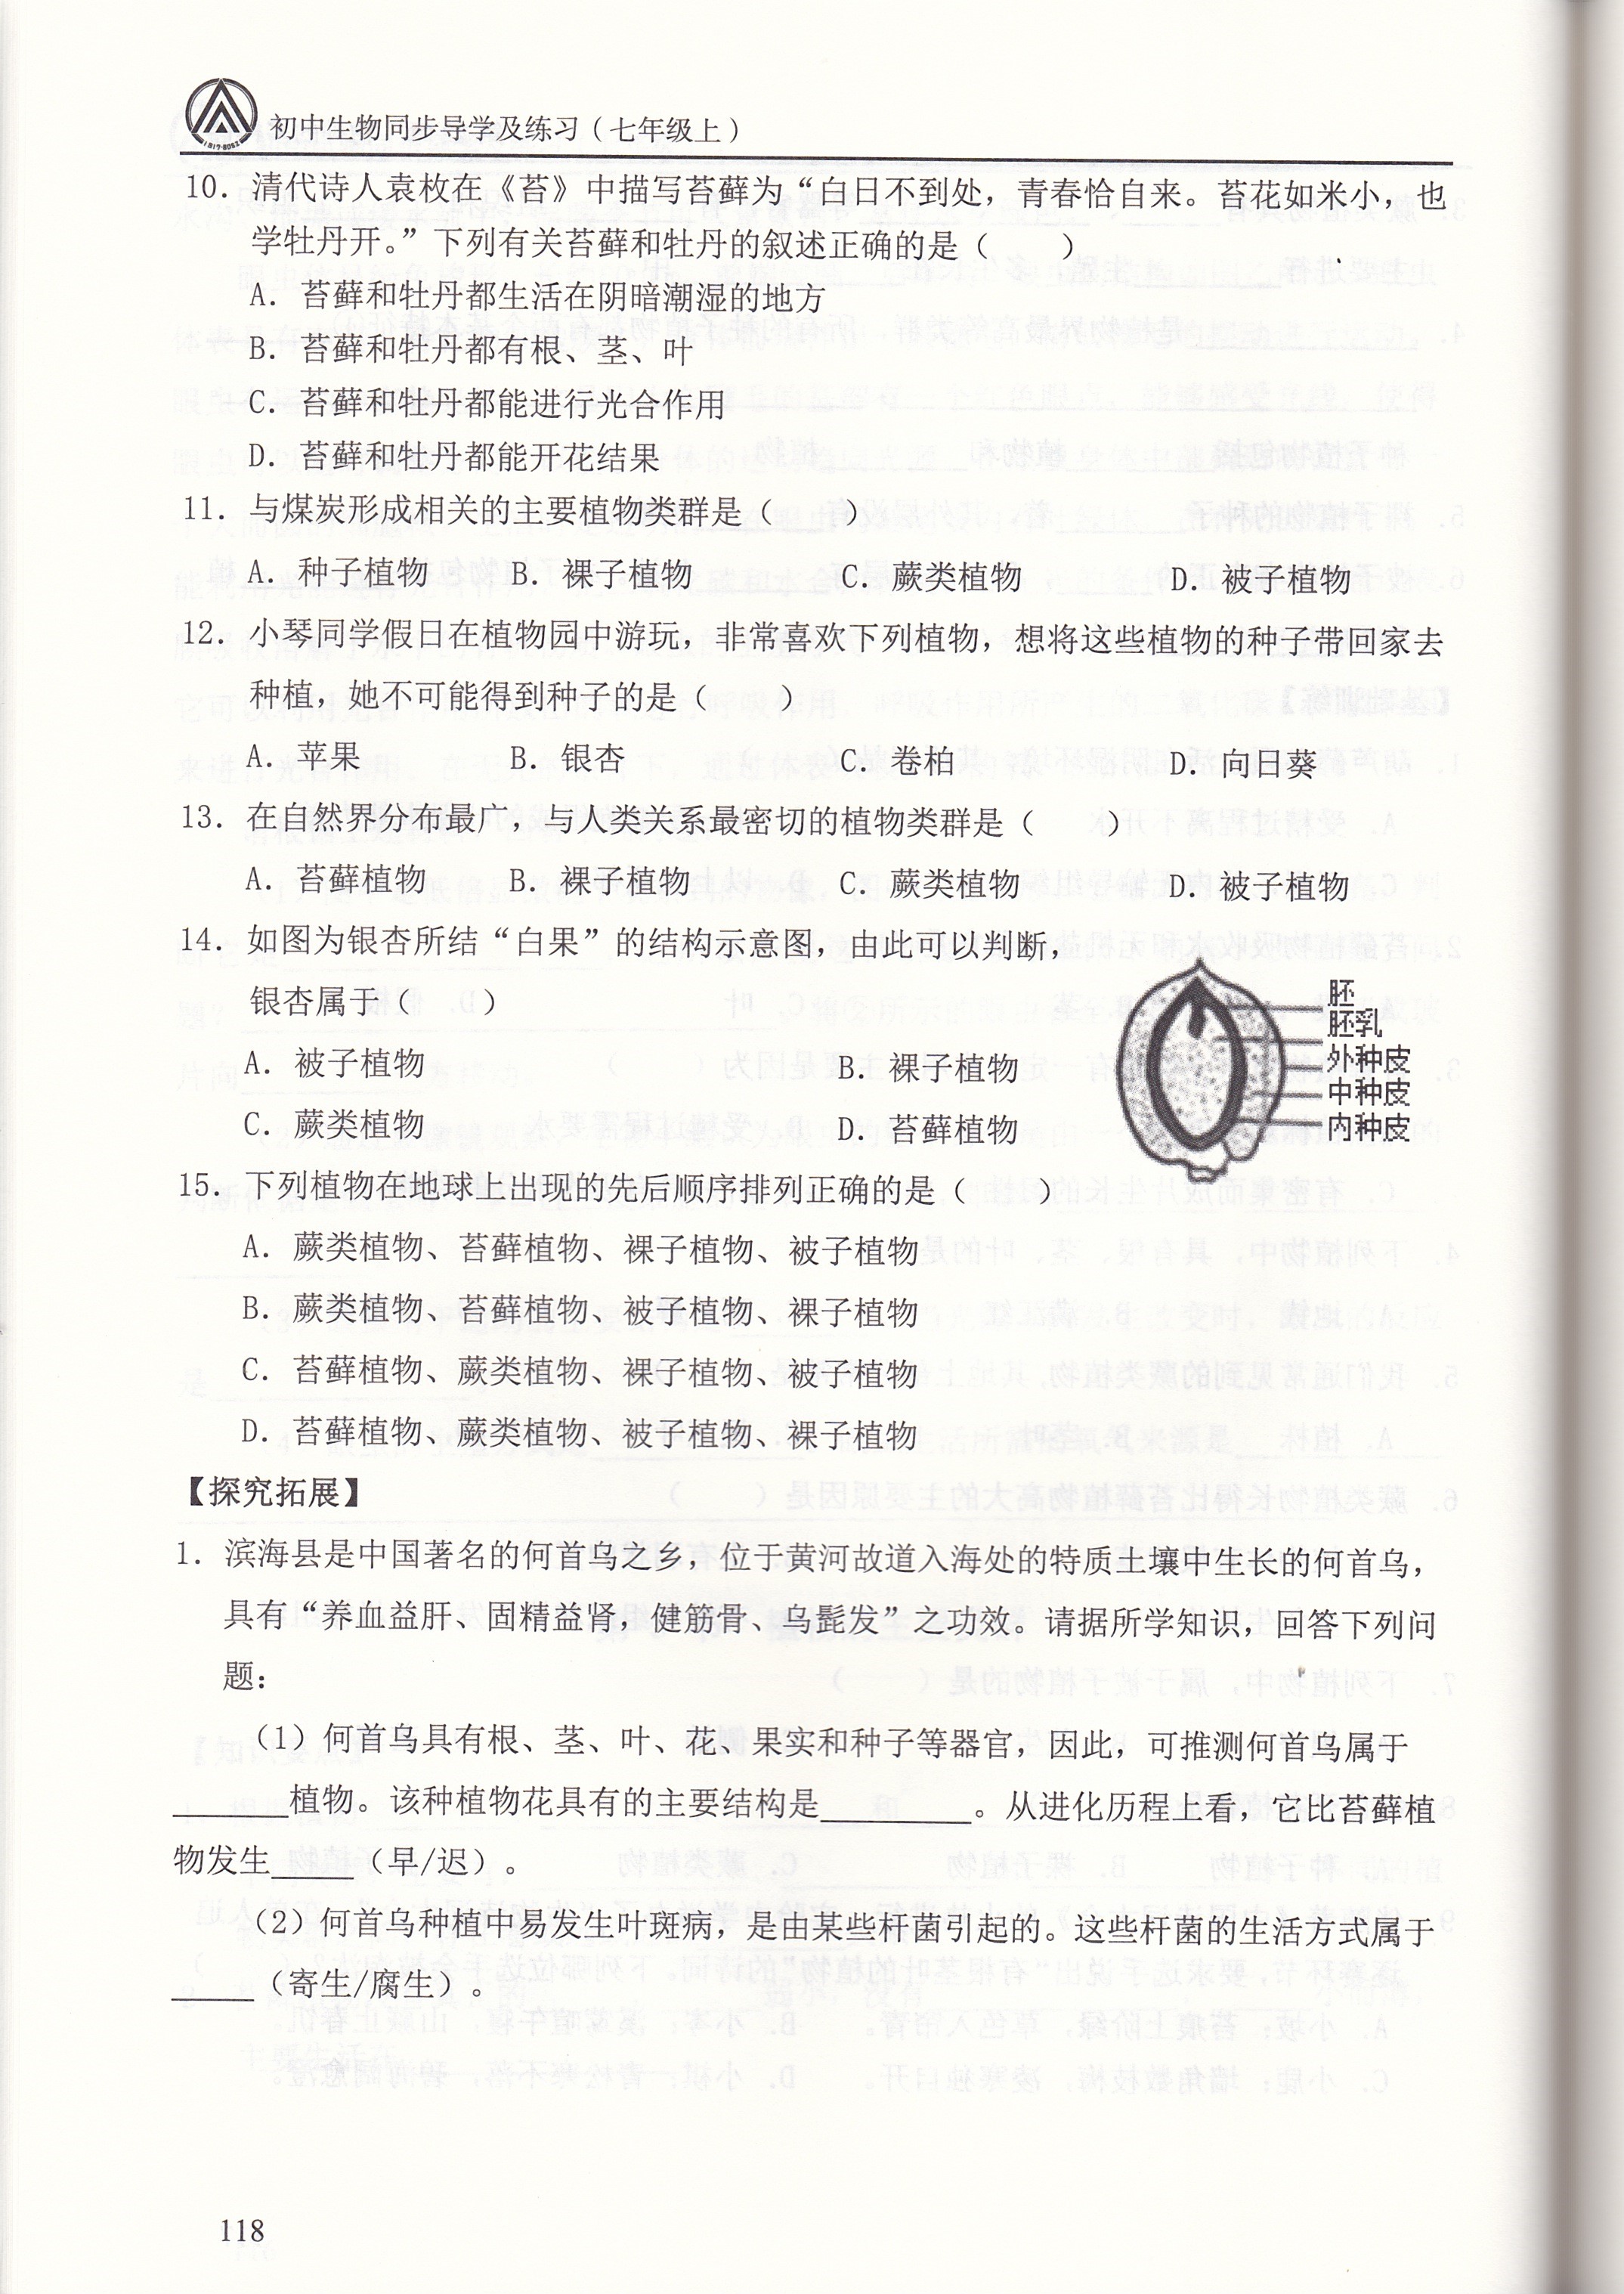 初中生物同步导学及练习（七年级上）
10．清代诗人袁枚在《苔》中描写苔藓为“白日不到处，青春恰自来。苔花如米小，也
学牡丹开。”下列有关苔藓和牡丹的叙述正确的是（　　）
A．苔藓和牡丹都生活在阴暗潮湿的地方
B．苔藓和牡丹都有根、茎、叶
C．苔藓和牡丹都能进行光合作用
D．苔藓和牡丹都能开花结果
11．与煤炭形成相关的主要植物类群是（　　）
A．种子植物　B．裸子植物　C．蕨类植物　D．被子植物
12．小琴同学假日在植物园中游玩，非常喜欢下列植物，想将这些植物的种子带回家去
种植，她不可能得到种子的是（　　）
A．苹果　B．银杏　C．卷柏　D．向日葵
13．在自然界分布最广，与人类关系最密切的植物类群是（　　）
A．苔藓植物　B．裸子植物　C．蕨类植物　D．被子植物
14．如图为银杏所结“白果”的结构示意图，由此可以判断，
银杏属于（　　）
A．被子植物　B．裸子植物
C．蕨类植物　D．苔藓植物
胚
胚乳
外种皮
中种皮
内种皮
15．下列植物在地球上出现的先后顺序排列正确的是（　　）
A．蕨类植物、苔藓植物、裸子植物、被子植物
B．蕨类植物、苔藓植物、被子植物、裸子植物
C．苔藓植物、蕨类植物、裸子植物、被子植物
D．苔藓植物、蕨类植物、被子植物、裸子植物
【探究拓展】
1．滨海县是中国著名的何首乌之乡，位于黄河故道入海处的特质土壤中生长的何首乌，
具有“养血益肝、固精益肾，健筋骨、乌髭发”之功效。请据所学知识，回答下列问
题：
（1）何首乌具有根、茎、叶、花、果实和种子等器官，因此，可推测何首乌属于
______植物。该种植物花具有的主要结构是________。从进化历程上看，它比苔藓植
物发生_____（早/迟）。
（2）何首乌种植中易发生叶斑病，是由某些杆菌引起的。这些杆菌的生活方式属于
_____（寄生/腐生）。
118